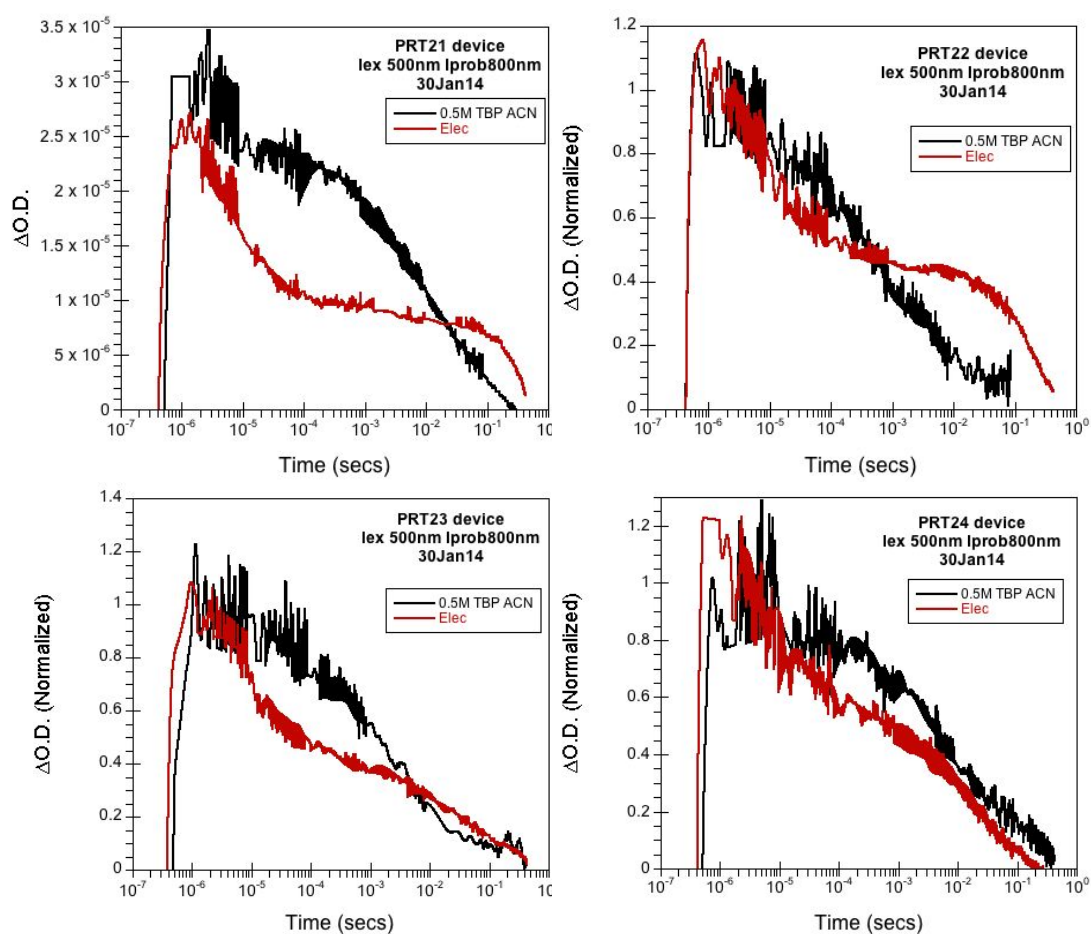 PRT21 device
lex 500nm lprob800nm
30Jan14
0.5M TBP ACN
Elec
ΔO.D.
3.5 x 10⁻⁵
3 x 10⁻⁵
2.5 x 10⁻⁵
2 x 10⁻⁵
1.5 x 10⁻⁵
1 x 10⁻⁵
5 x 10⁻⁶
0
10⁻⁷ 10⁻⁶ 10⁻⁵ 10⁻⁴ 10⁻³ 10⁻² 10⁻¹
Time (secs)
PRT22 device
lex 500nm lprob800nm
30Jan14
0.5M TBP ACN
Elec
ΔO.D. (Normalized)
1.2
1
0.8
0.6
0.4
0.2
0
10⁻⁷ 10⁻⁶ 10⁻⁵ 10⁻⁴ 10⁻³ 10⁻² 10⁻¹ 10⁰
Time (secs)
PRT23 device
lex 500nm lprob800nm
30Jan14
0.5M TBP ACN
Elec
ΔO.D. (Normalized)
1.4
1.2
1
0.8
0.6
0.4
0.2
0
10⁻⁷ 10⁻⁶ 10⁻⁵ 10⁻⁴ 10⁻³ 10⁻² 10⁻¹
Time (secs)
PRT24 device
lex 500nm lprob800nm
30Jan14
0.5M TBP ACN
Elec
ΔO.D. (Normalized)
1.2
1
0.8
0.6
0.4
0.2
0
10⁻⁷ 10⁻⁶ 10⁻⁵ 10⁻⁴ 10⁻³ 10⁻² 10⁻¹ 10⁰
Time (secs)